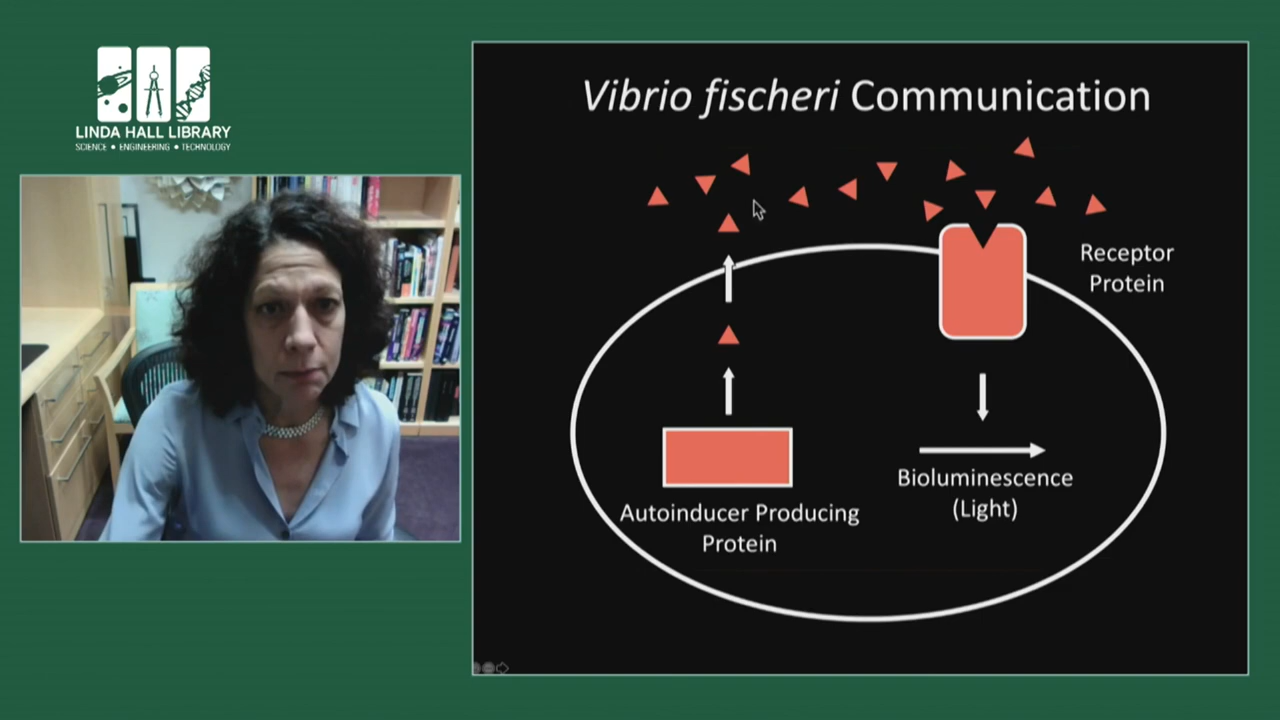 LINDA HALL LIBRARY
SCIENCE • ENGINEERING • TECHNOLOGY
Vibrio fischeri Communication
Receptor
Protein
Bioluminescence
(Light)
Autoinducer Producing
Protein